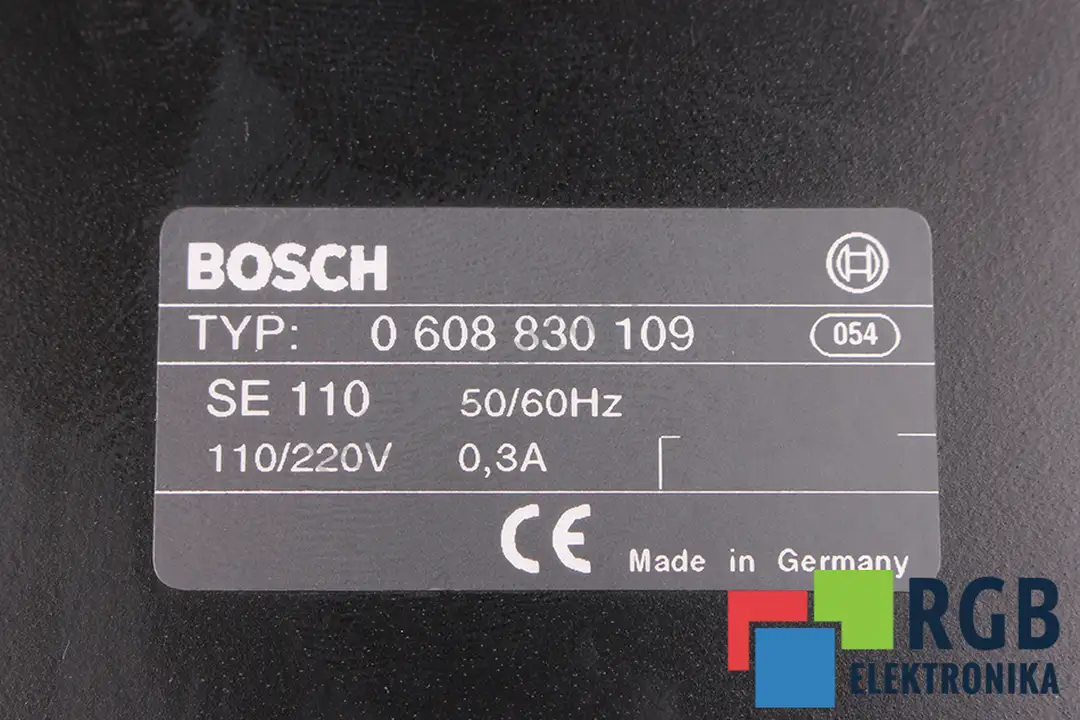 BOSCH
TYP: 0 608 830 109 054
SE 110 50/60Hz
110/220V 0,3A
CE
Made in Germany
RGB
ELEKTRONIKA